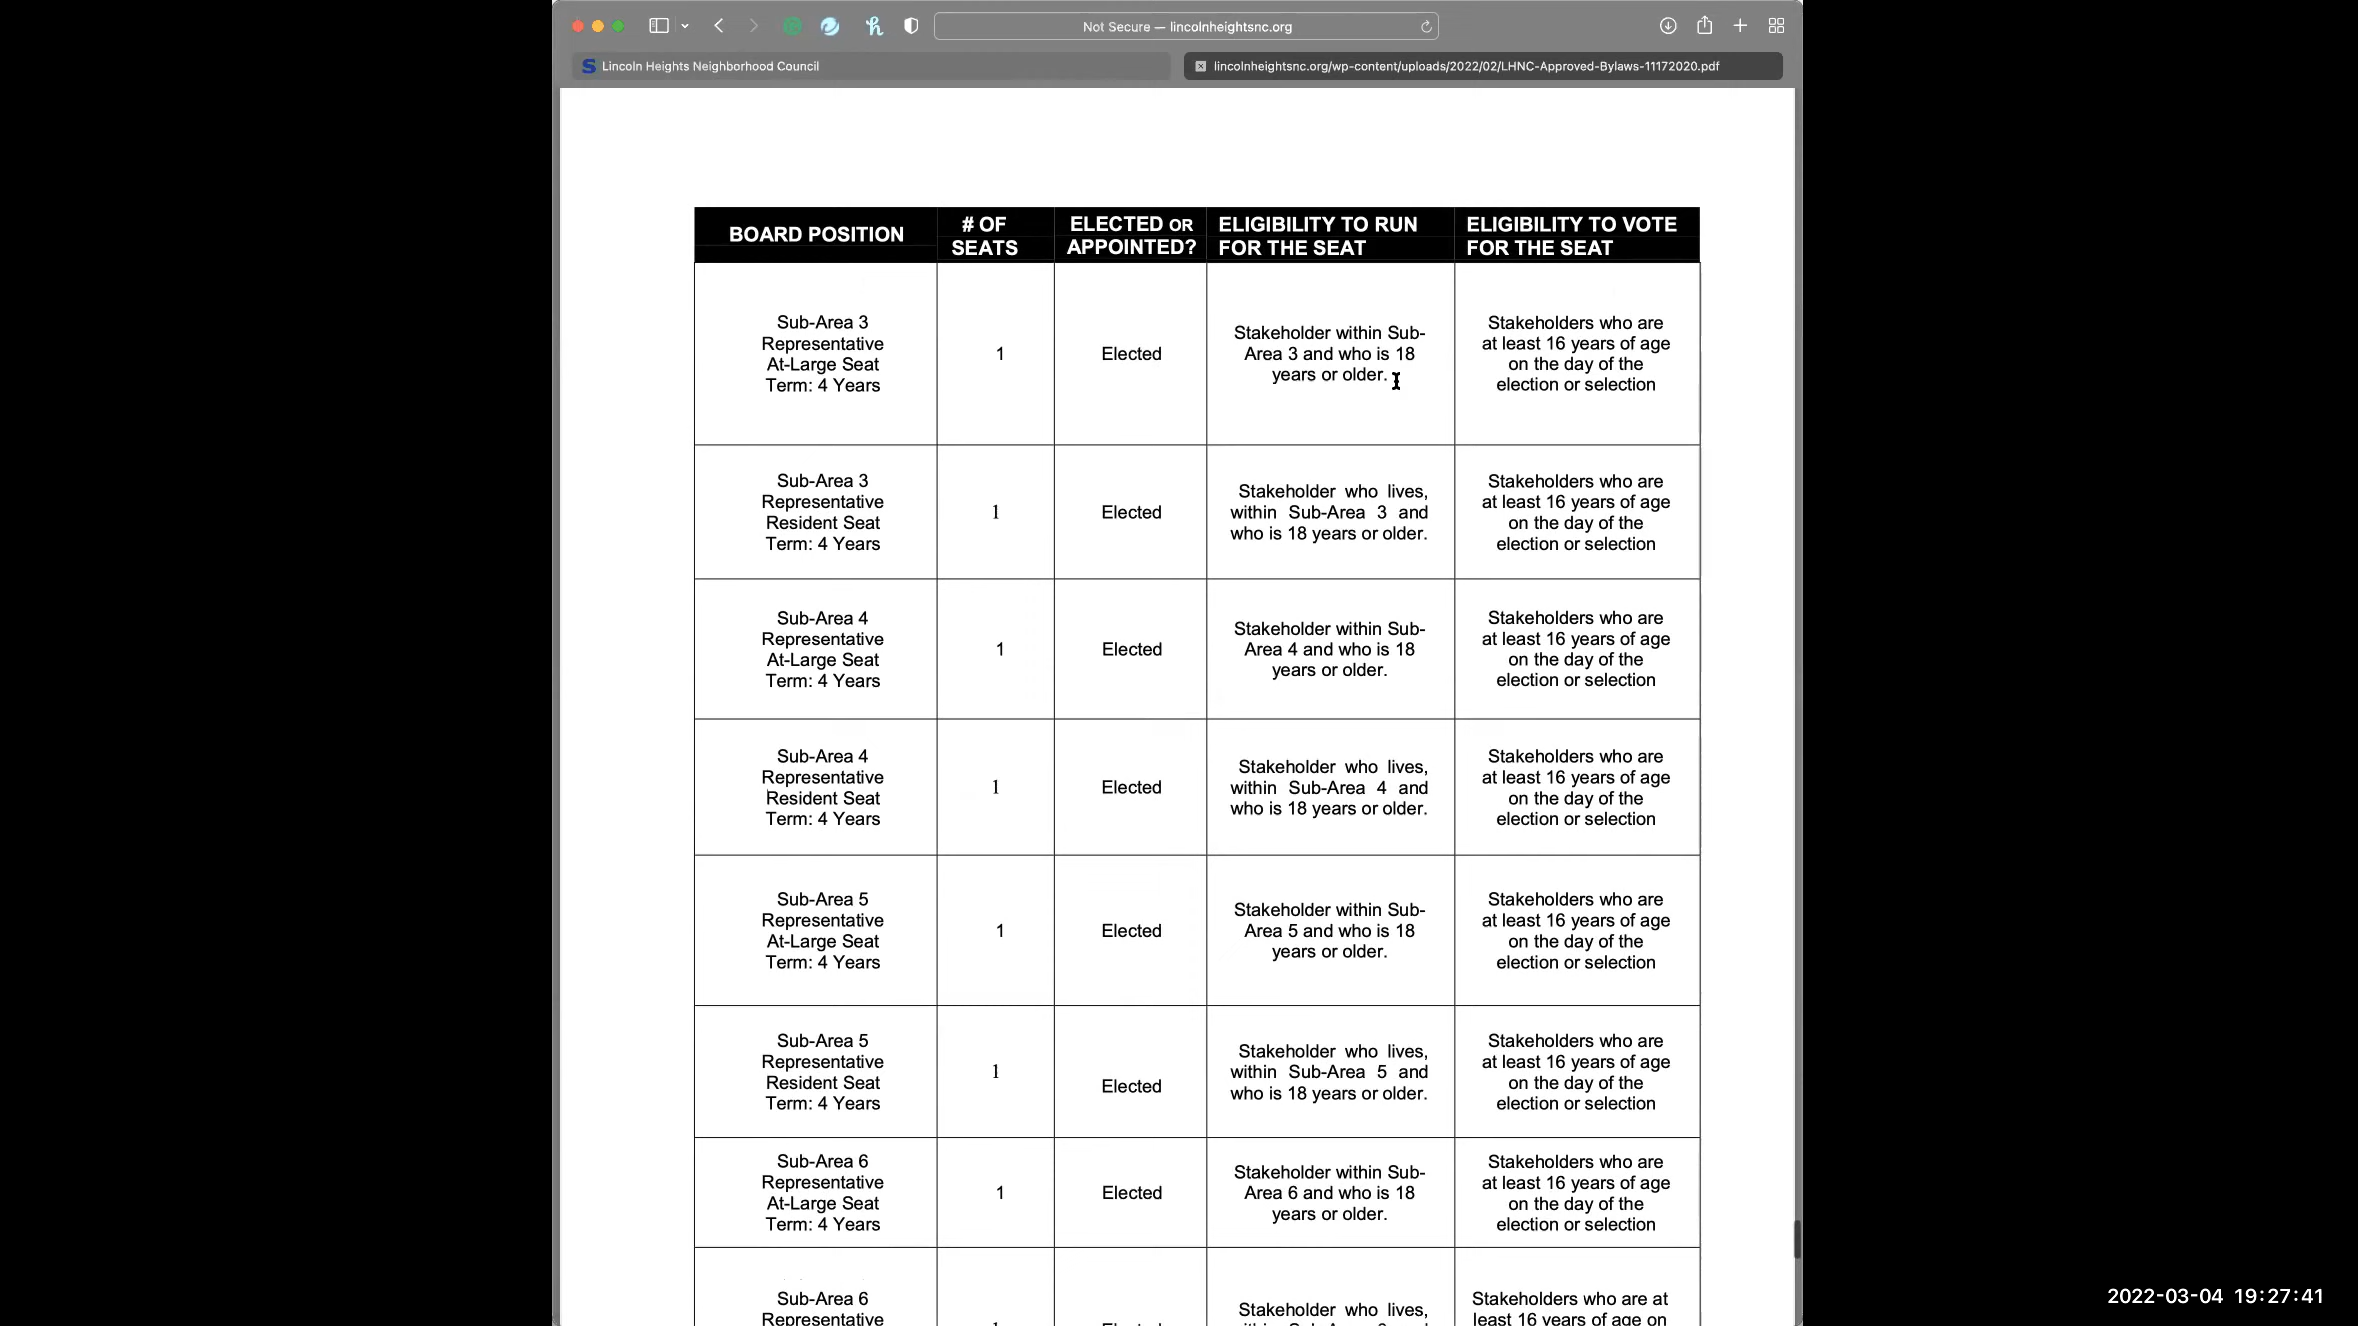 Not Secure — lincolnheightsnc.org
Lincoln Heights Neighborhood Council
lincolnheightsnc.org/wp-content/uploads/2022/02/LHNC-Approved-Bylaws-11172020.pdf
BOARD POSITION
# OF
SEATS
ELECTED OR
APPOINTED?
ELIGIBILITY TO RUN
FOR THE SEAT
ELIGIBILITY TO VOTE
FOR THE SEAT
Sub-Area 3
Representative
At-Large Seat
Term: 4 Years
1
Elected
Stakeholder within Sub-
Area 3 and who is 18
years or older.
Stakeholders who are
at least 16 years of age
on the day of the
election or selection
Sub-Area 3
Representative
Resident Seat
Term: 4 Years
1
Elected
Stakeholder who lives,
within Sub-Area 3 and
who is 18 years or older.
Stakeholders who are
at least 16 years of age
on the day of the
election or selection
Sub-Area 4
Representative
At-Large Seat
Term: 4 Years
1
Elected
Stakeholder within Sub-
Area 4 and who is 18
years or older.
Stakeholders who are
at least 16 years of age
on the day of the
election or selection
Sub-Area 4
Representative
Resident Seat
Term: 4 Years
1
Elected
Stakeholder who lives,
within Sub-Area 4 and
who is 18 years or older.
Stakeholders who are
at least 16 years of age
on the day of the
election or selection
Sub-Area 5
Representative
At-Large Seat
Term: 4 Years
1
Elected
Stakeholder within Sub-
Area 5 and who is 18
years or older.
Stakeholders who are
at least 16 years of age
on the day of the
election or selection
Sub-Area 5
Representative
Resident Seat
Term: 4 Years
1
Elected
Stakeholder who lives,
within Sub-Area 5 and
who is 18 years or older.
Stakeholders who are
at least 16 years of age
on the day of the
election or selection
Sub-Area 6
Representative
At-Large Seat
Term: 4 Years
1
Elected
Stakeholder within Sub-
Area 6 and who is 18
years or older.
Stakeholders who are
at least 16 years of age
on the day of the
election or selection
Sub-Area 6
Representative
Stakeholder who lives,
Stakeholders who are at
least 16 years of age on
2022-03-04 19:27:41